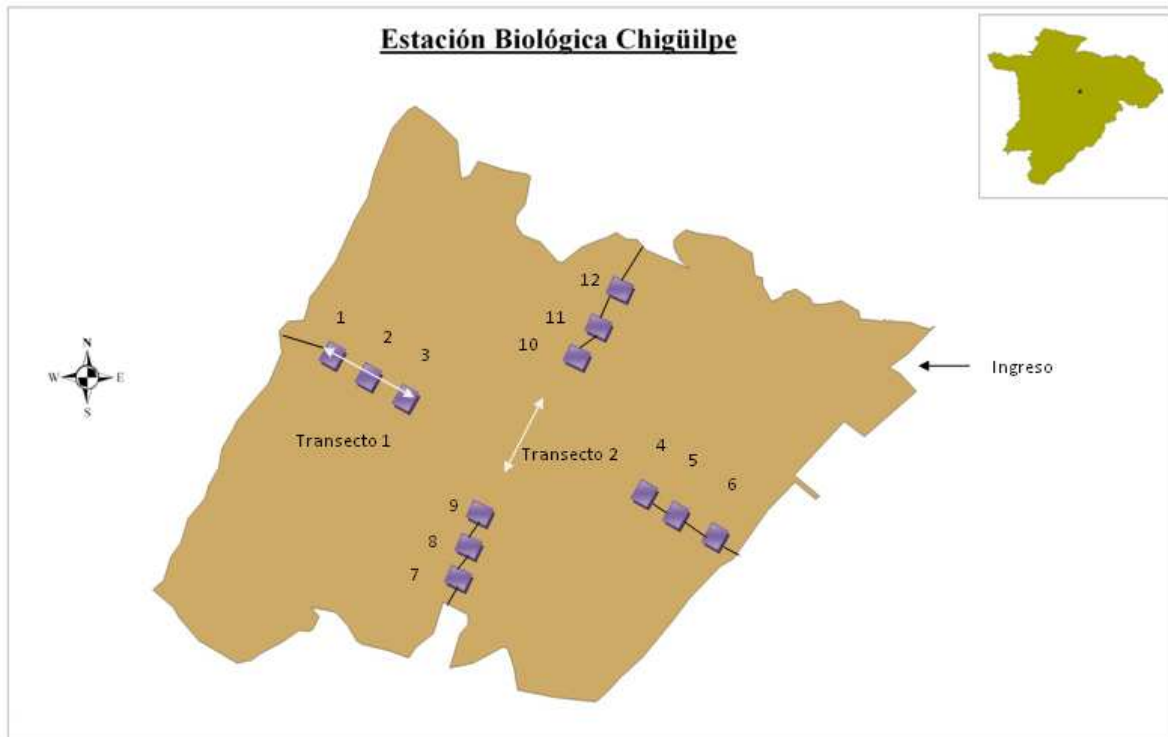 Estación Biológica Chigüilpe
12
11
10
1
2
3
N
W E
S
Ingreso
Transecto 1
Transecto 2
4
5
6
9
8
7